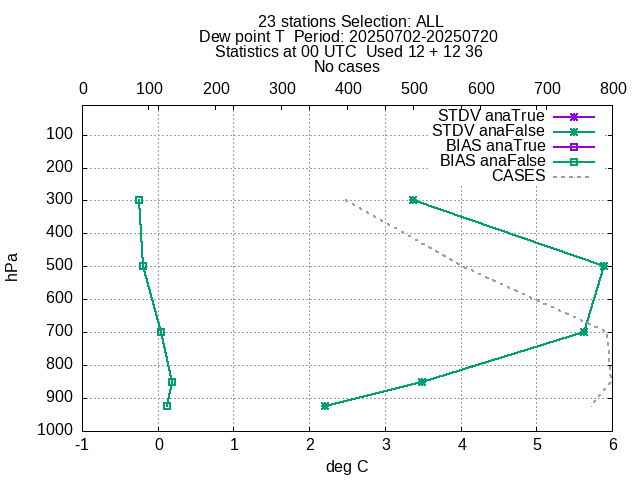 23 stations Selection: ALL
Dew point T  Period: 20250702-20250720
Statistics at 00 UTC  Used 12 + 12 36
No cases
0 100 200 300 400 500 600 700 800
STDV anaTrue
STDV anaFalse
BIAS anaTrue
BIAS anaFalse
CASES
100
200
300
400
500
600
700
800
900
1000
hPa
-1 0 1 2 3 4 5 6
deg C